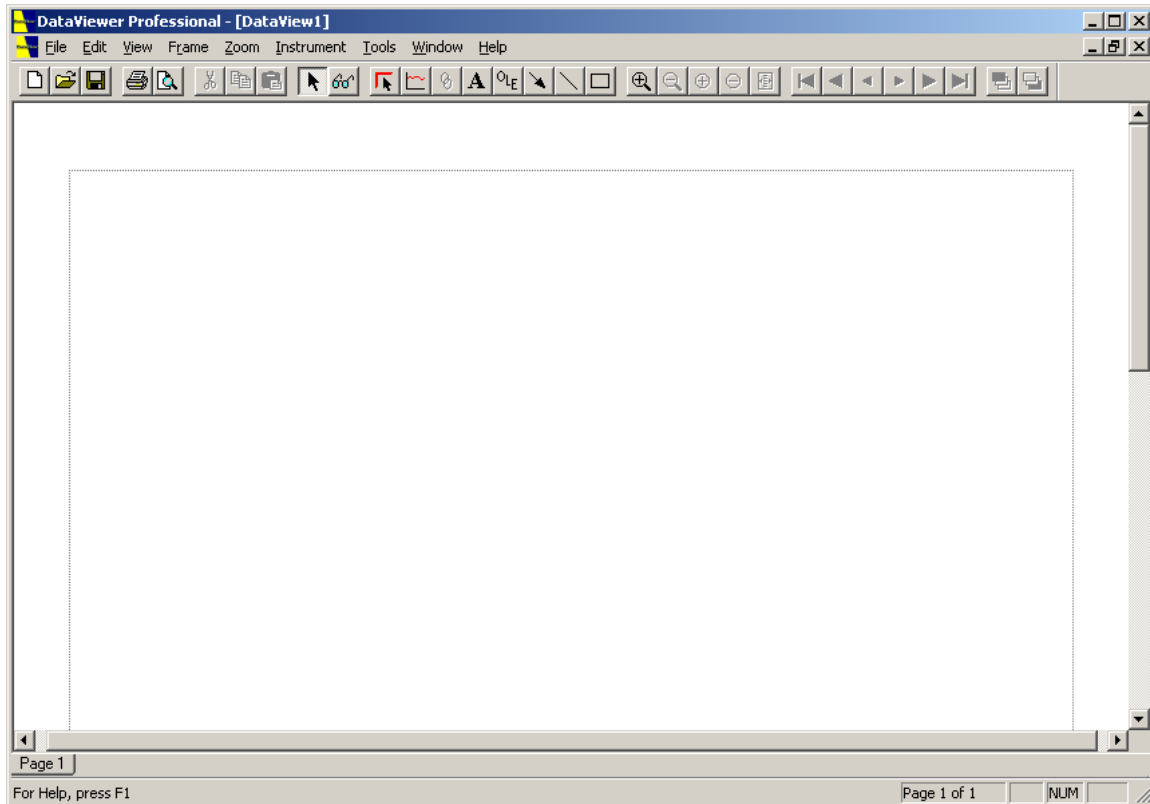 DataViewer Professional - [DataView1]
File Edit View Frame Zoom Instrument Tools Window Help
A OLE
Page 1
For Help, press F1 Page 1 of 1 NUM